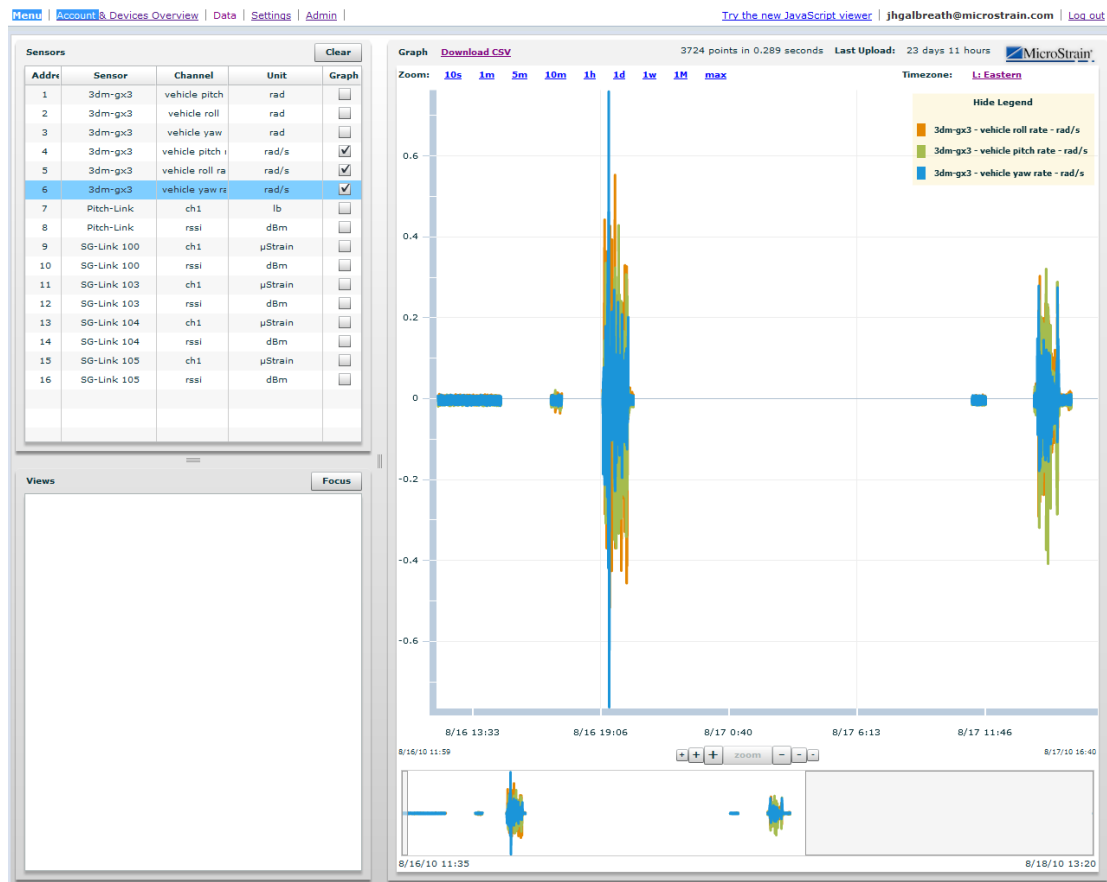 Menu | Account & Devices Overview | Data | Settings | Admin |
Try the new JavaScript viewer | jhgalbreath@microstrain.com | Log out
Sensors Clear
Addre Sensor Channel Unit Graph
1 3dm-gx3 vehicle pitch rad
2 3dm-gx3 vehicle roll rad
3 3dm-gx3 vehicle yaw rad
4 3dm-gx3 vehicle pitch r rad/s
5 3dm-gx3 vehicle roll ra rad/s
6 3dm-gx3 vehicle yaw ra rad/s
7 Pitch-Link ch1 lb
8 Pitch-Link rssi dBm
9 SG-Link 100 ch1 µStrain
10 SG-Link 100 rssi dBm
11 SG-Link 103 ch1 µStrain
12 SG-Link 103 rssi dBm
13 SG-Link 104 ch1 µStrain
14 SG-Link 104 rssi dBm
15 SG-Link 105 ch1 µStrain
16 SG-Link 105 rssi dBm
Views Focus
Graph Download CSV 3724 points in 0.289 seconds Last Upload: 23 days 11 hours MicroStrain
Zoom: 10s 1m 5m 10m 1h 1d 1w 1M max Timezone: L: Eastern
Hide Legend
3dm-gx3 - vehicle roll rate - rad/s
3dm-gx3 - vehicle pitch rate - rad/s
3dm-gx3 - vehicle yaw rate - rad/s
0.6
0.4
0.2
0
-0.2
-0.4
-0.6
8/16 13:33 8/16 19:06 8/17 0:40 8/17 6:13 8/17 11:46
8/16/10 11:59 + + + zoom - - - 8/17/10 16:40
8/16/10 11:35 8/18/10 13:20